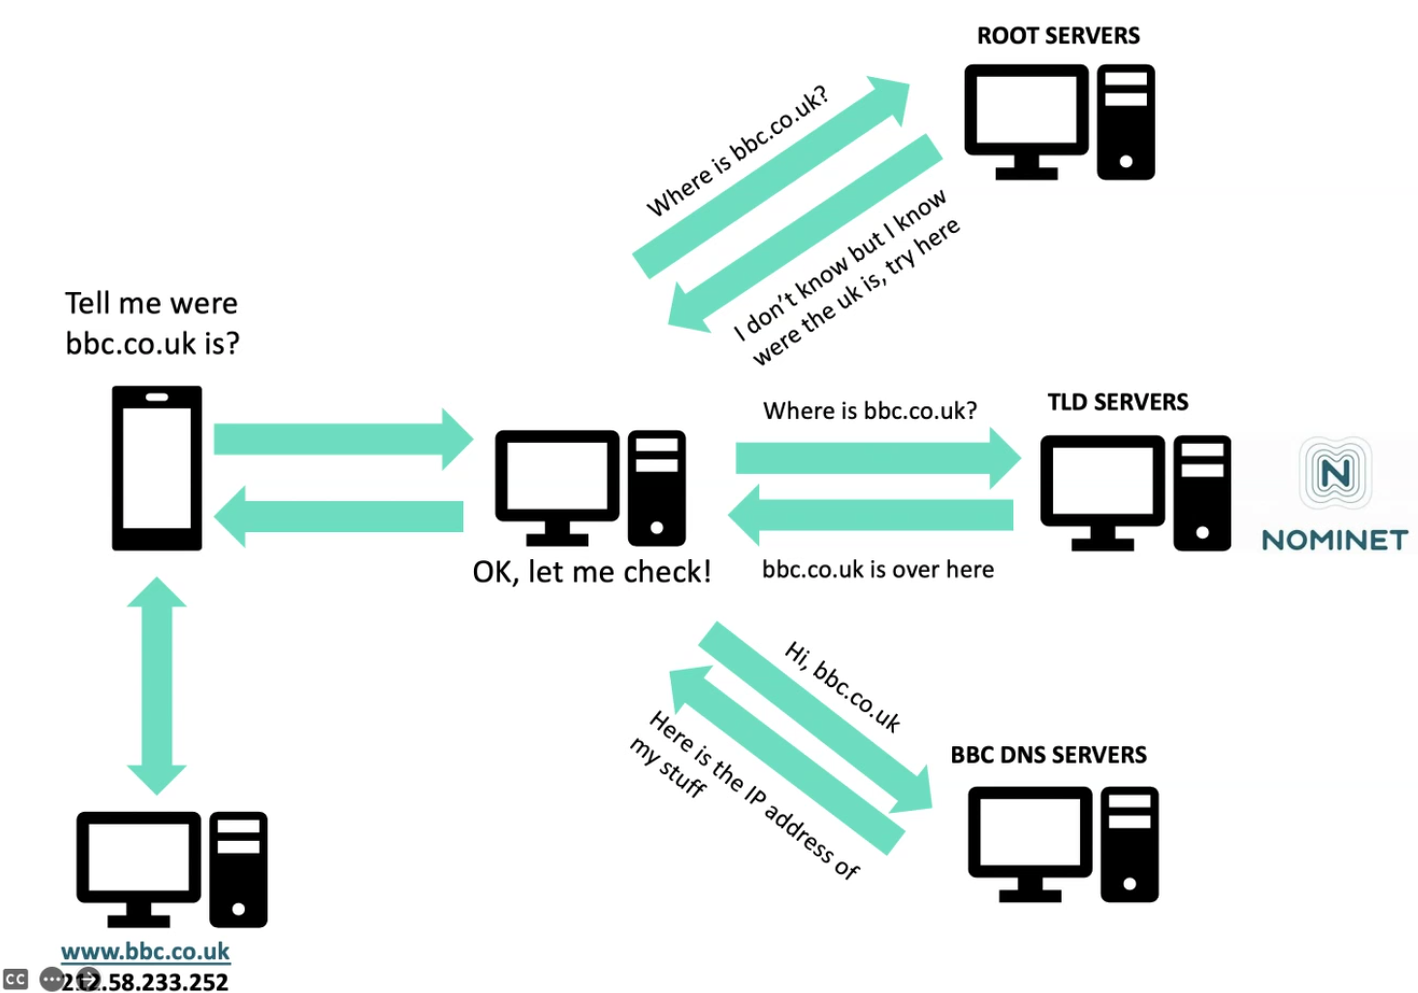 ROOT SERVERS
Where is bbc.co.uk?
I don't know but I know
were the uk is, try here
Tell me were
bbc.co.uk is?
Where is bbc.co.uk?
TLD SERVERS
N
NOMINET
OK, let me check!
bbc.co.uk is over here
Hi, bbc.co.uk
Here is the IP address of
my stuff
BBC DNS SERVERS
www.bbc.co.uk
212.58.233.252
CC